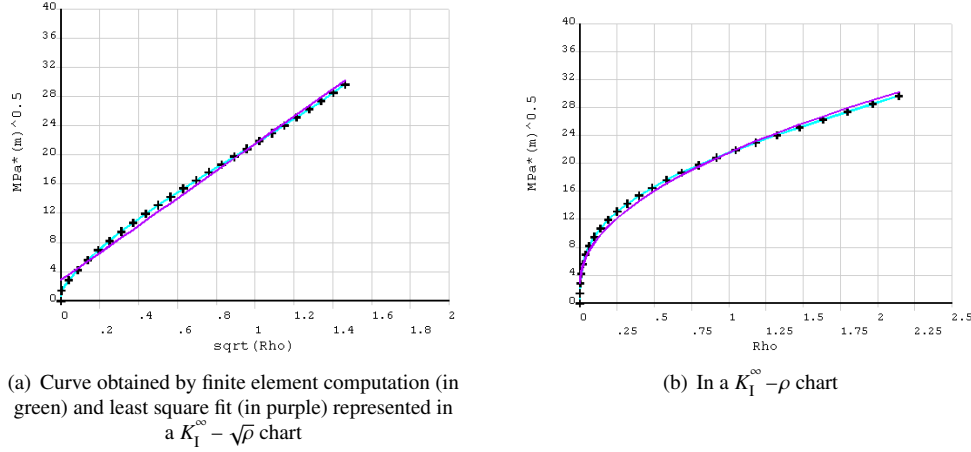 40
36
32
28
24
20
16
12
8
4
0
MPa*(m)^0.5
0 .4 .8 1.2 1.6 2
.2 .6 1 1.4 1.8
sqrt(Rho)
40
36
32
28
24
20
16
12
8
4
0
MPa*(m)^0.5
0 .5 1 1.5 2 2.5
.25 .75 1.25 1.75 2.25
Rho
(a) Curve obtained by finite element computation (in
green) and least square fit (in purple) represented in
a K_I^∞ – √ρ chart
(b) In a K_I^∞ –ρ chart